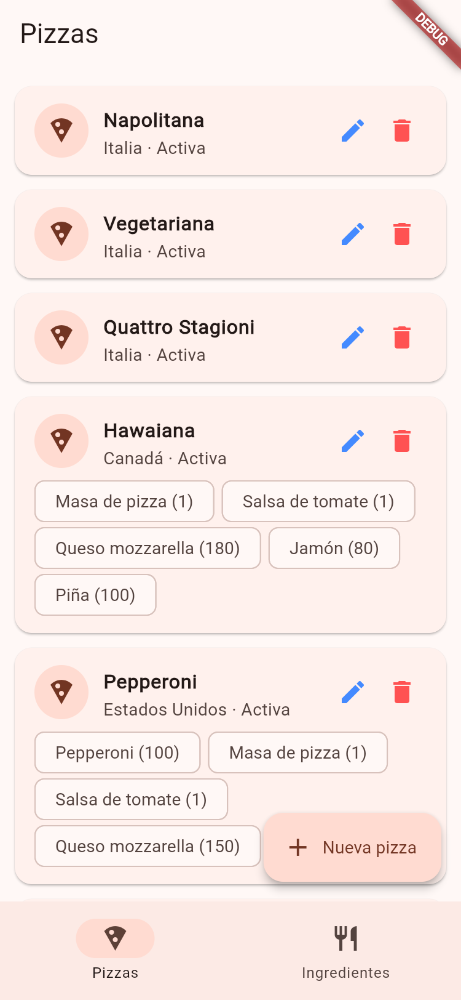 Pizzas
DEBUG
Napolitana
Italia · Activa
Vegetariana
Italia · Activa
Quattro Stagioni
Italia · Activa
Hawaiana
Canadá · Activa
Masa de pizza (1) Salsa de tomate (1)
Queso mozzarella (180) Jamón (80)
Piña (100)
Pepperoni
Estados Unidos · Activa
Pepperoni (100) Masa de pizza (1)
Salsa de tomate (1)
Queso mozzarella (150) Nueva pizza
Pizzas Ingredientes